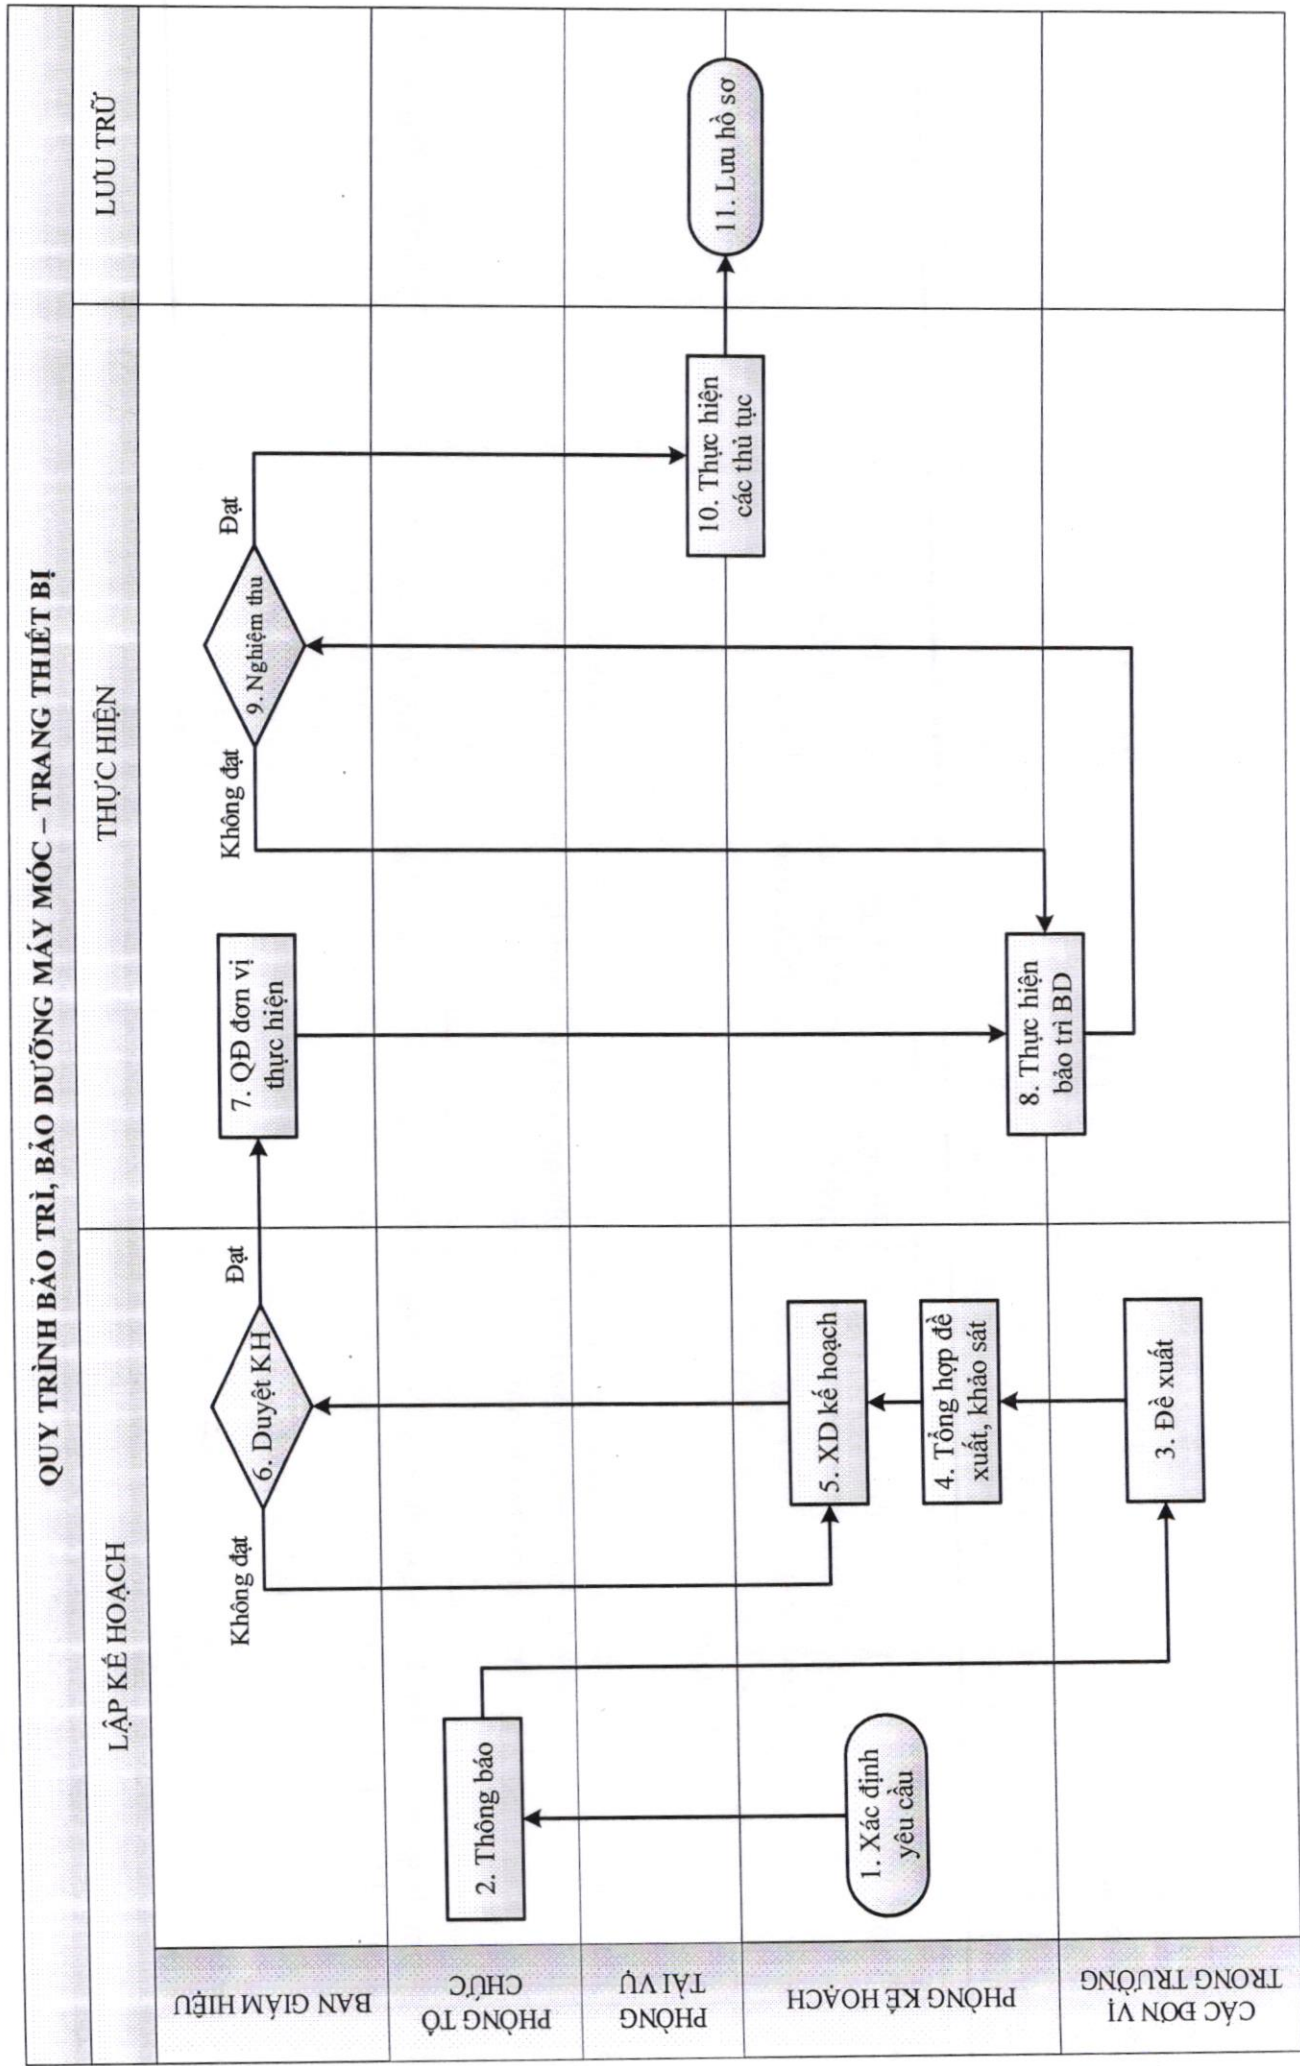 QUY TRÌNH BẢO TRÌ, BẢO DƯỠNG MÁY MÓC – TRANG THIẾT BỊ
LẬP KẾ HOẠCH
THỰC HIỆN
LƯU TRỮ
BAN GIÁM HIỆU
Không đạt
6. Duyệt KH
Đạt
7. QĐ đơn vị
thực hiện
Không đạt
9. Nghiệm thu
Đạt
PHÒNG TỔ
CHỨC
2. Thông báo
PHÒNG
TÀI VỤ
10. Thực hiện
các thủ tục
11. Lưu hồ sơ
PHÒNG KẾ HOẠCH
1. Xác định
yêu cầu
5. XD kế hoạch
4. Tổng hợp đề
xuất, khảo sát
8. Thực hiện
bảo trì BD
CÁC ĐƠN VỊ
TRONG TRƯỜNG
3. Đề xuất